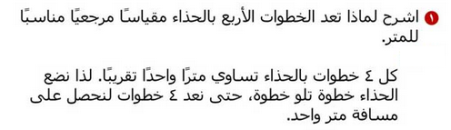 ١ اشرح لماذا تعد الخطوات الأربع بالحذاء مقياسًا مرجعيًا مناسبًا
للمتر.
كل ٤ خطوات بالحذاء تساوي مترًا واحدًا تقريبًا. لذا نضع
الحذاء خطوة تلو خطوة، حتى نعد ٤ خطوات لنحصل على
مسافة متر واحد.